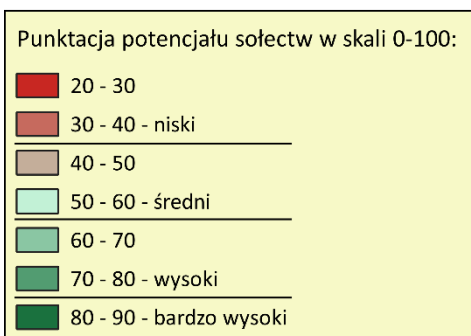 Punktacja potencjału sołectw w skali 0-100:
20 - 30
30 - 40 - niski
40 - 50
50 - 60 - średni
60 - 70
70 - 80 - wysoki
80 - 90 - bardzo wysoki